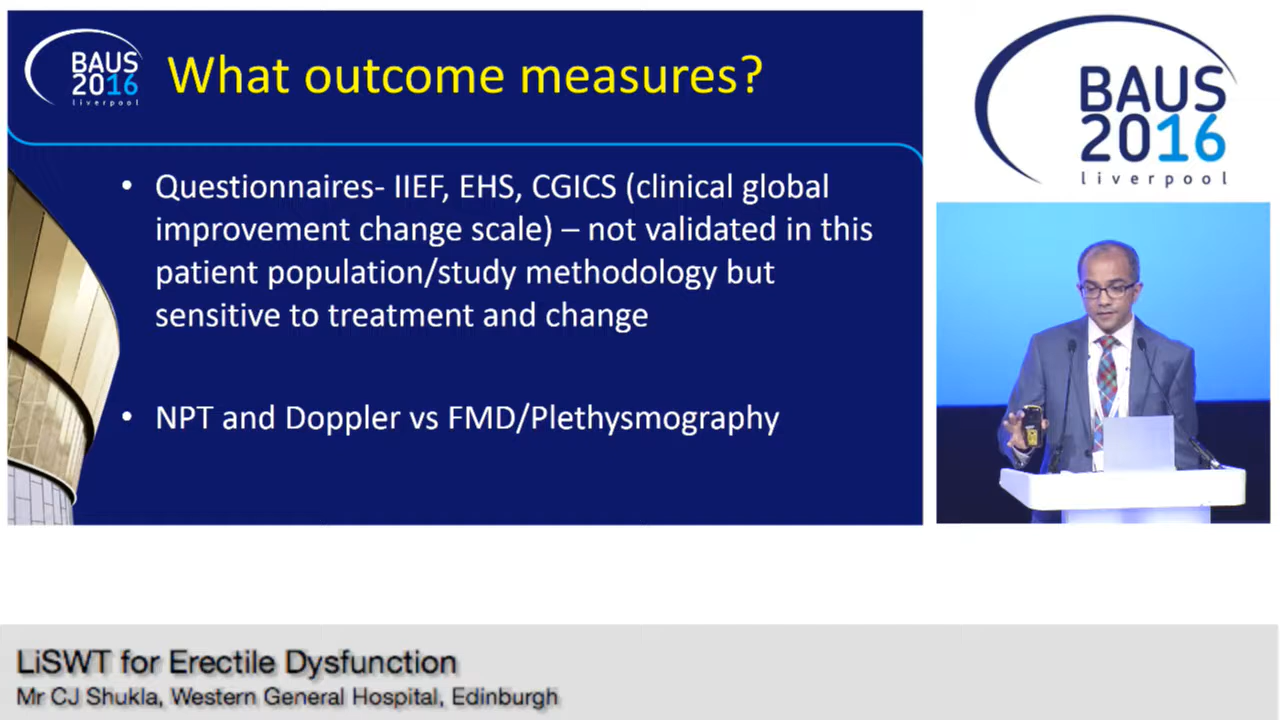 BAUS
2016
liverpool
What outcome measures?
• Questionnaires- IIEF, EHS, CGICS (clinical global
improvement change scale) – not validated in this
patient population/study methodology but
sensitive to treatment and change
• NPT and Doppler vs FMD/Plethysmography
BAUS
2016
liverpool
LiSWT for Erectile Dysfunction
Mr CJ Shukla, Western General Hospital, Edinburgh